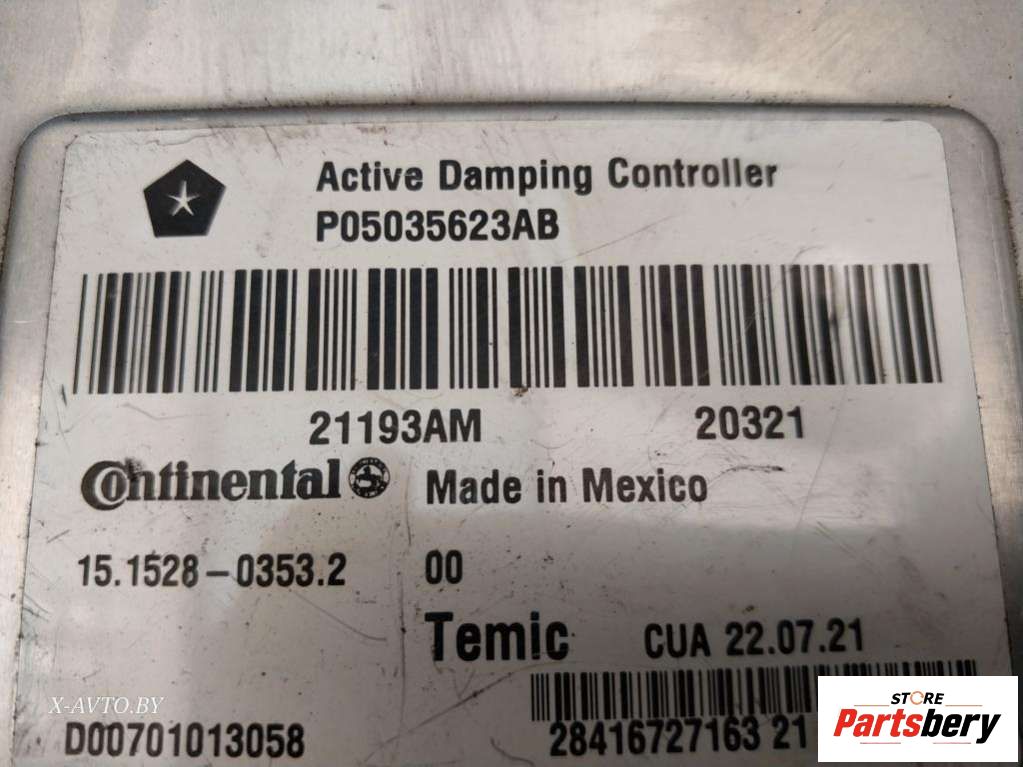 Active Damping Controller
P05035623AB
21193AM 20321
Continental Made in Mexico
15.1528-0353.2 00
Temic CUA 22.07.21
X-AVTO.BY
D00701013058 28416727163 21
STORE
Partsbery